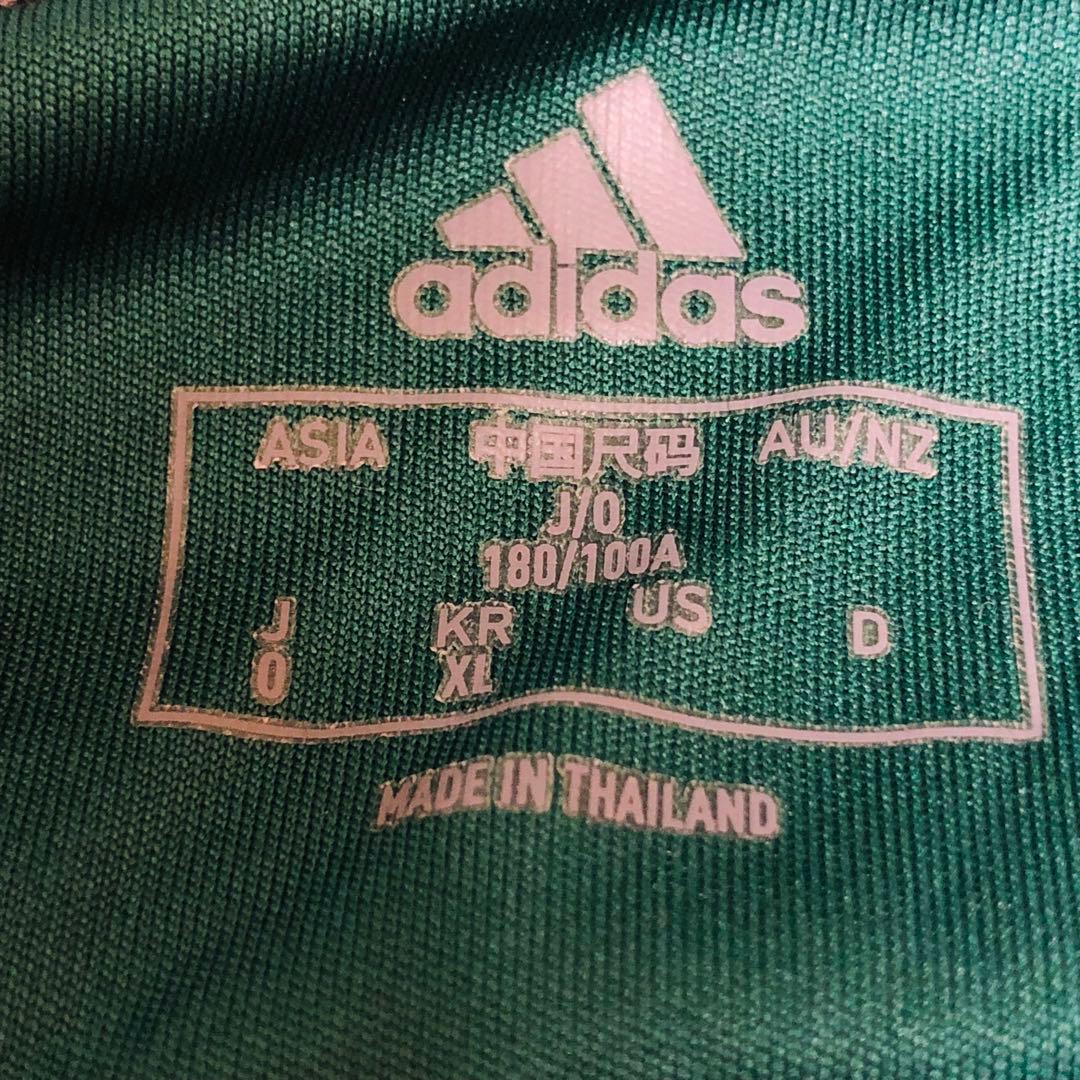 adidas
ASIA 中国尺码 AU/NZ
J/O
180/100A
J KR US D
O XL
MADE IN THAILAND